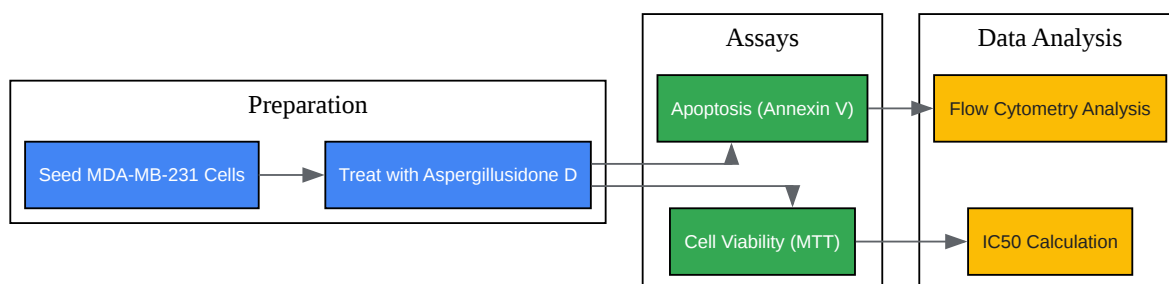 Preparation
Seed MDA-MB-231 Cells
Treat with Aspergillusidone D
Assays
Apoptosis (Annexin V)
Cell Viability (MTT)
Data Analysis
Flow Cytometry Analysis
IC50 Calculation